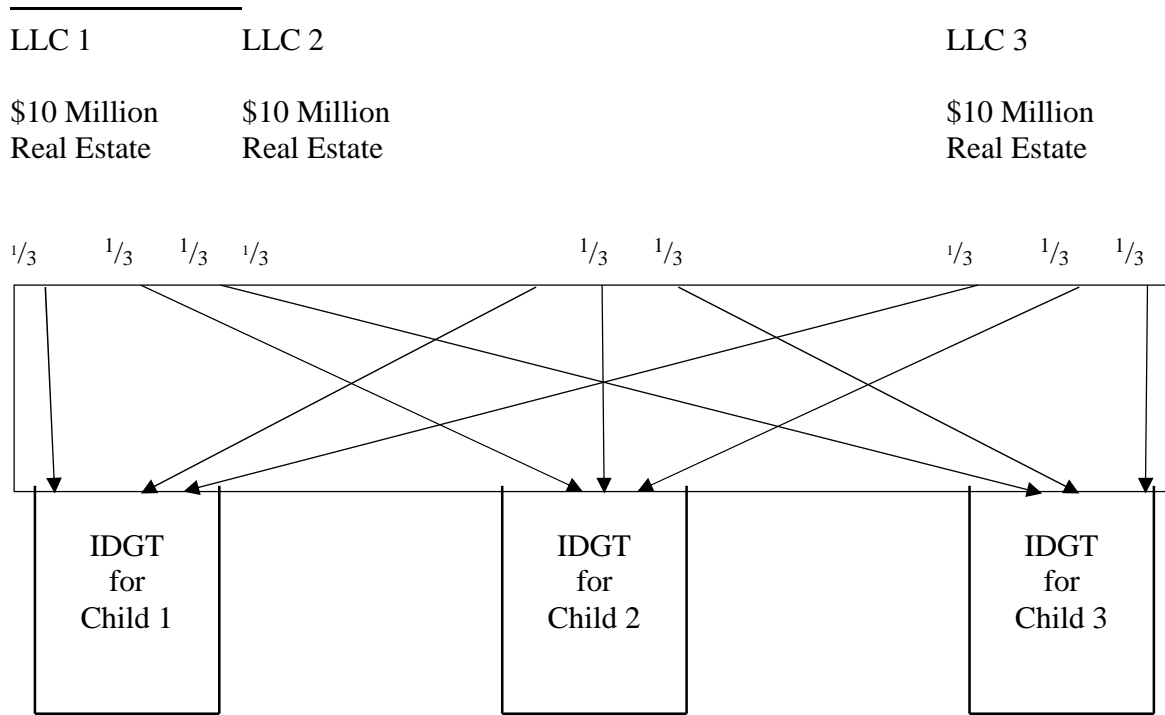 LLC 1 LLC 2 LLC 3
$10 Million $10 Million $10 Million
Real Estate Real Estate Real Estate
1/3 1/3 1/3 1/3 1/3 1/3 1/3 1/3 1/3
IDGT IDGT IDGT
for for for
Child 1 Child 2 Child 3